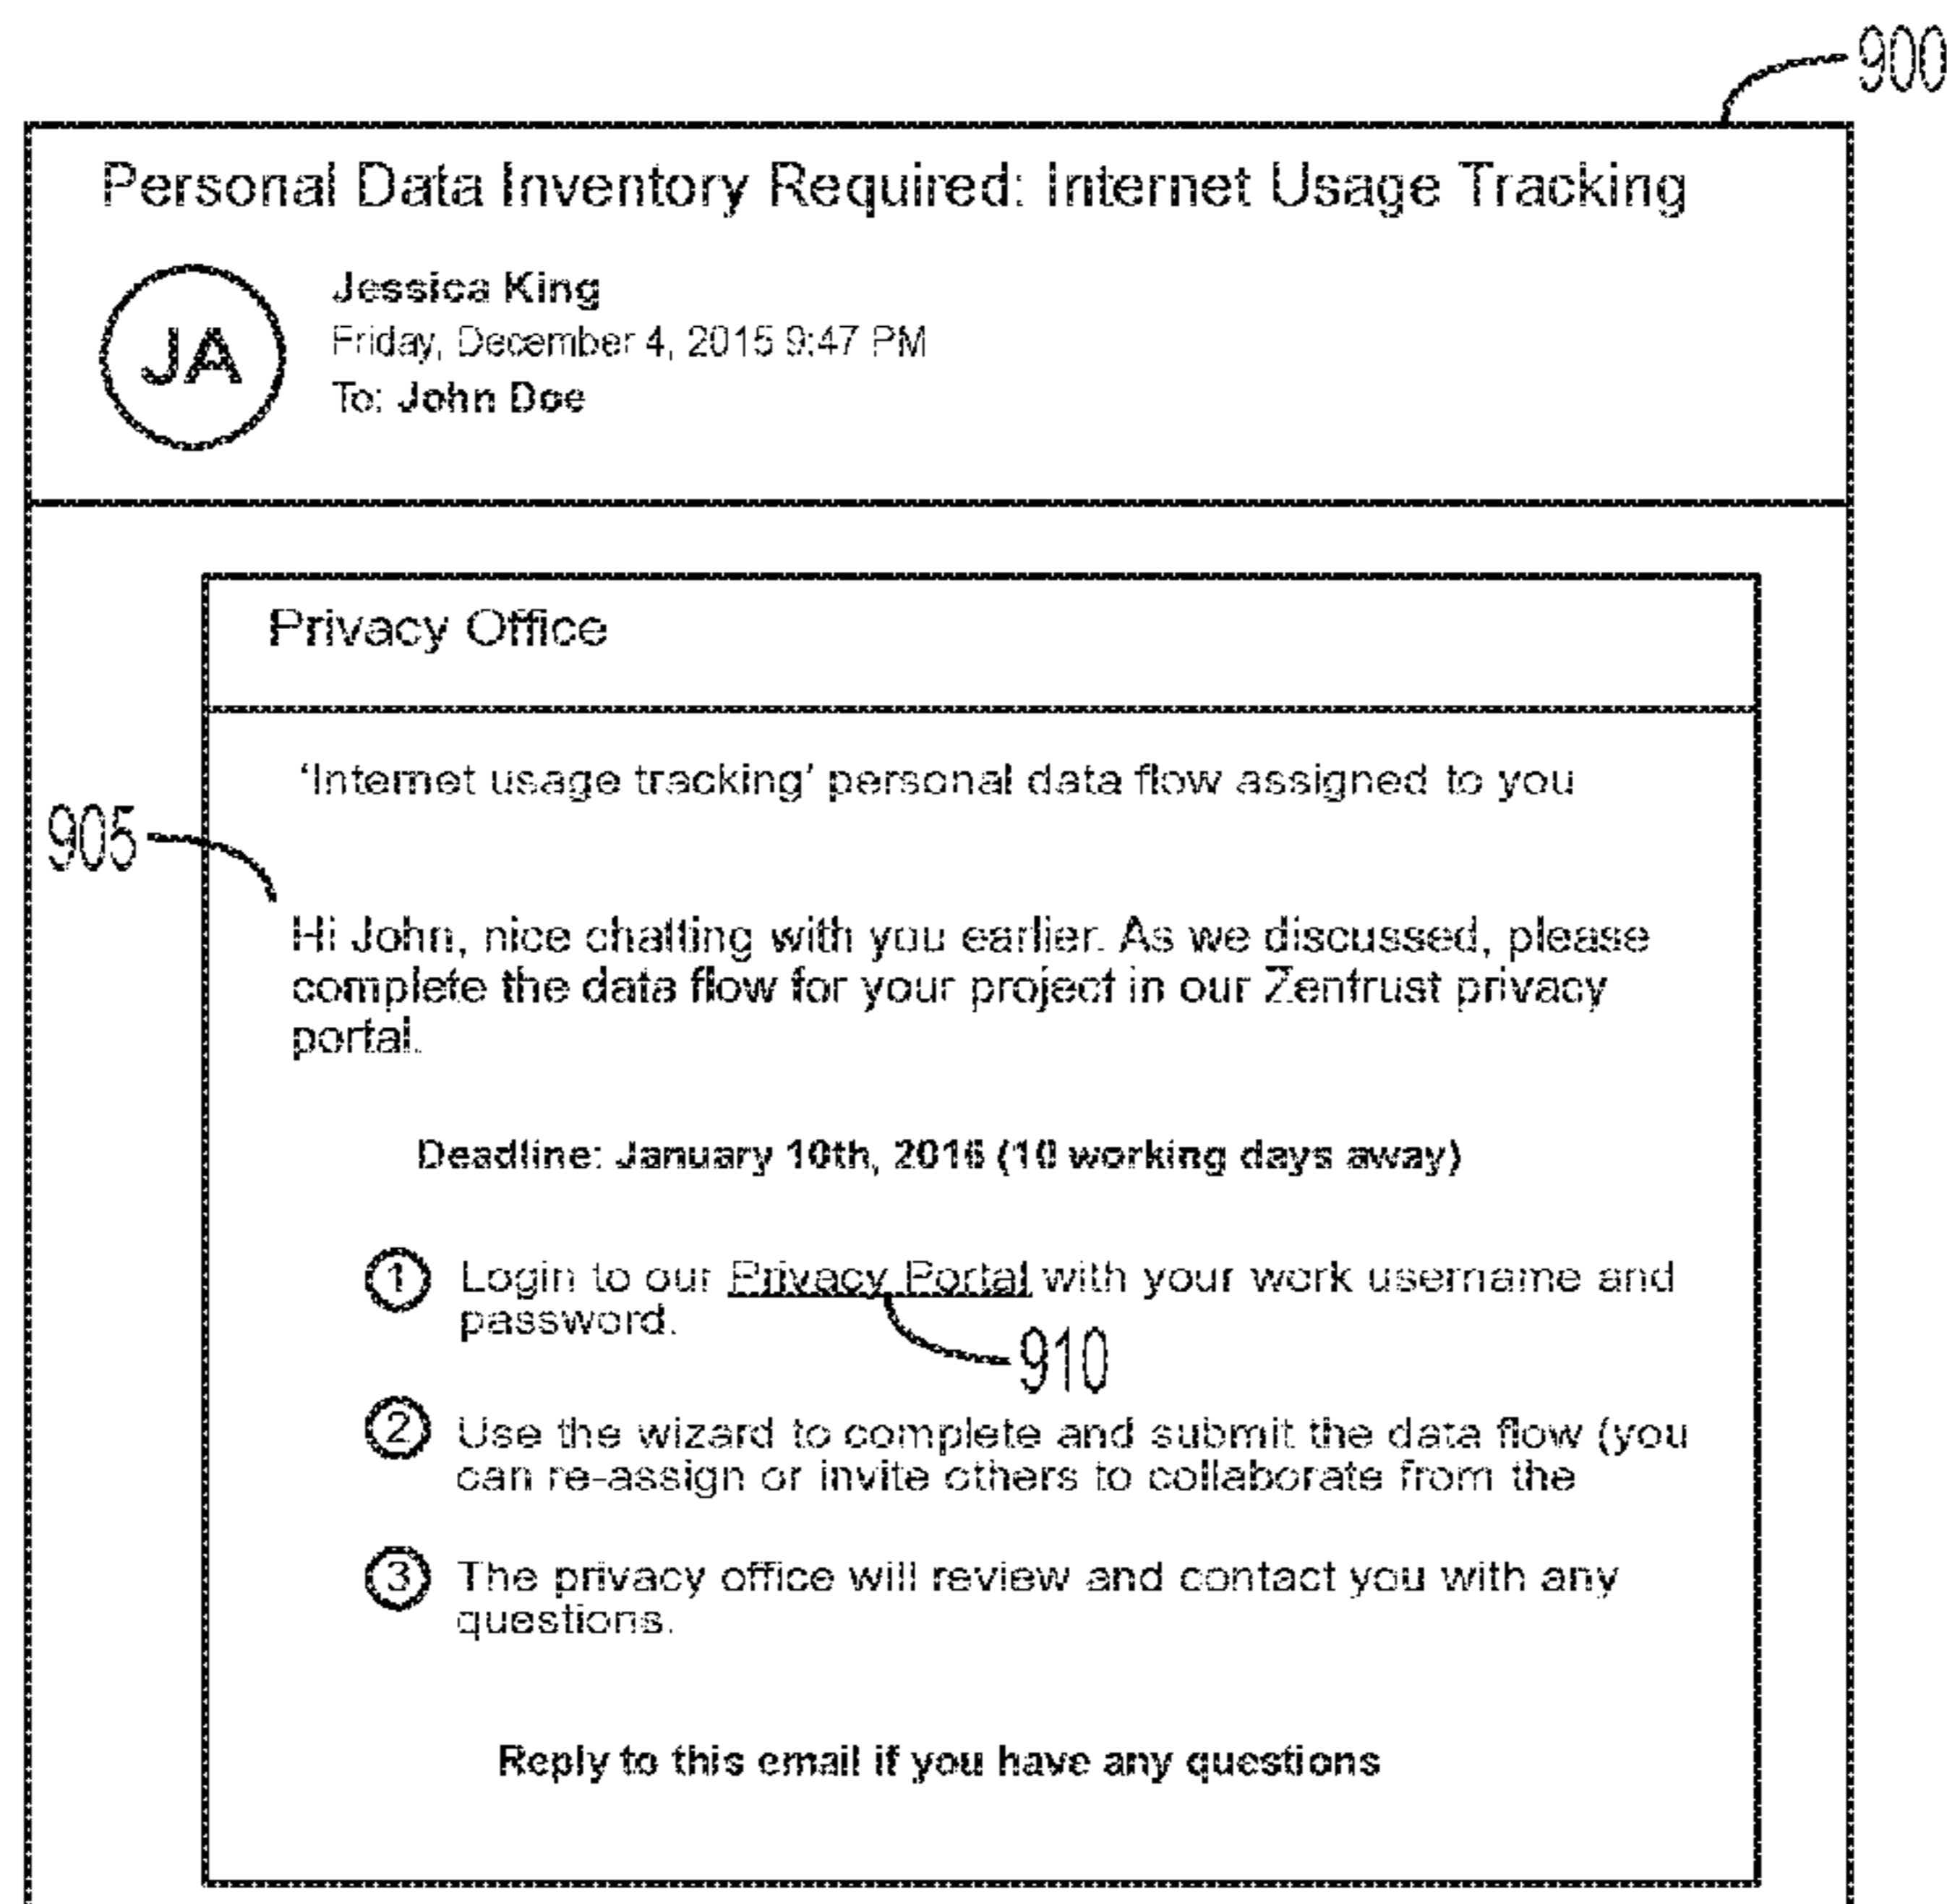 900
Personal Data Inventory Required: Internet Usage Tracking
JA
Jessica King
Friday, December 4, 2015 9:47 PM
To: John Doe
Privacy Office
‘Internet usage tracking’ personal data flow assigned to you
905
Hi John, nice chatting with you earlier. As we discussed, please
complete the data flow for your project in our Zentrust privacy
portal.
Deadline: January 10th, 2016 (10 working days away)
1 Login to our Privacy Portal with your work username and
password.
910
2 Use the wizard to complete and submit the data flow (you
can re-assign or invite others to collaborate from the
3 The privacy office will review and contact you with any
questions.
Reply to this email if you have any questions